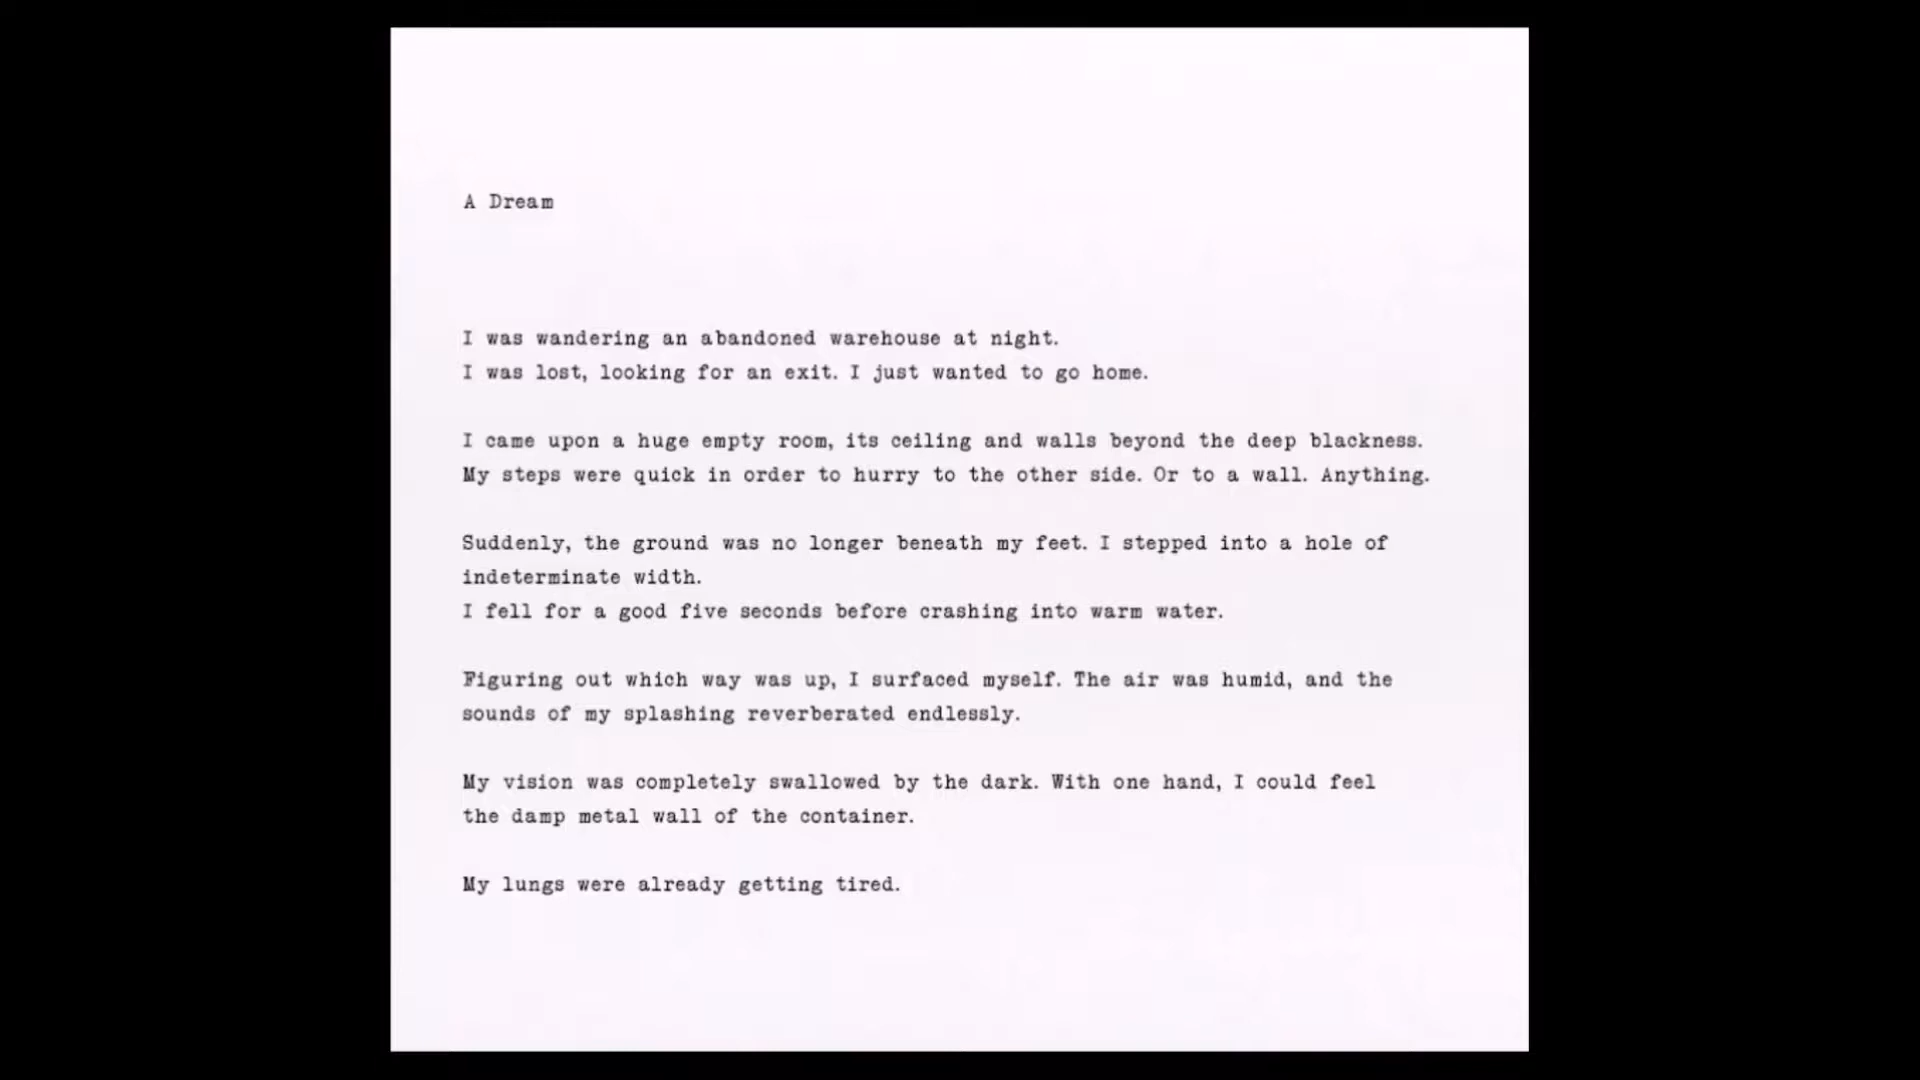 A Dream
I was wandering an abandoned warehouse at night.
I was lost, looking for an exit. I just wanted to go home.
I came upon a huge empty room, its ceiling and walls beyond the deep blackness.
My steps were quick in order to hurry to the other side. Or to a wall. Anything.
Suddenly, the ground was no longer beneath my feet. I stepped into a hole of
indeterminate width.
I fell for a good five seconds before crashing into warm water.
Figuring out which way was up, I surfaced myself. The air was humid, and the
sounds of my splashing reverberated endlessly.
My vision was completely swallowed by the dark. With one hand, I could feel
the damp metal wall of the container.
My lungs were already getting tired.